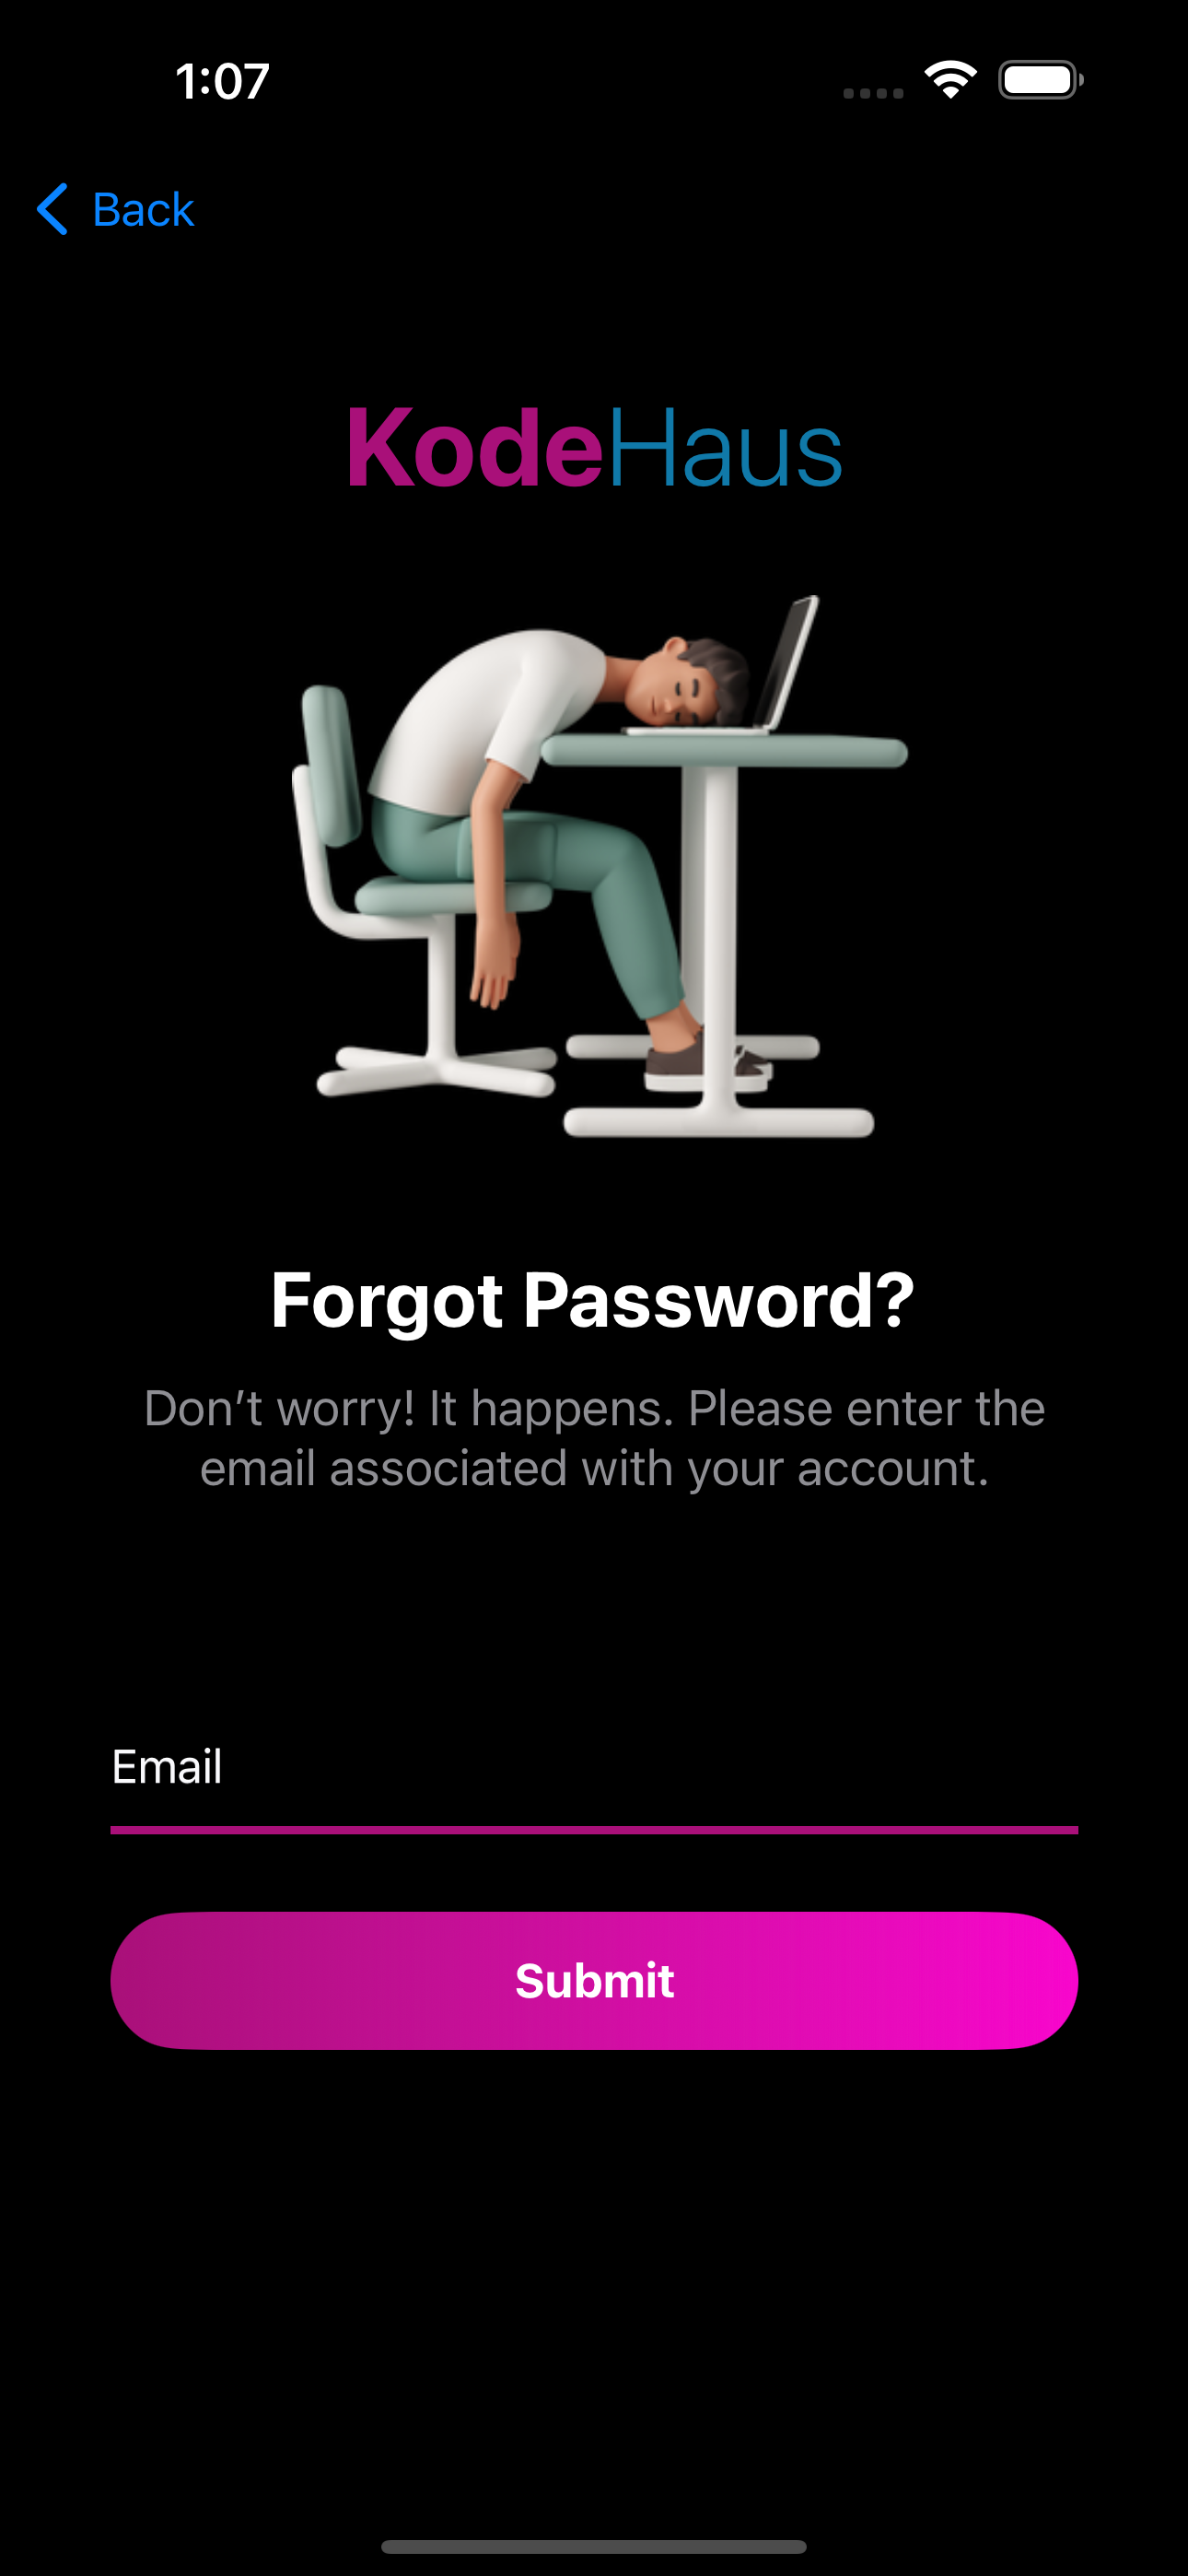 1:07
Back
KodeHaus
Forgot Password?
Don’t worry! It happens. Please enter the
email associated with your account.
Email
Submit